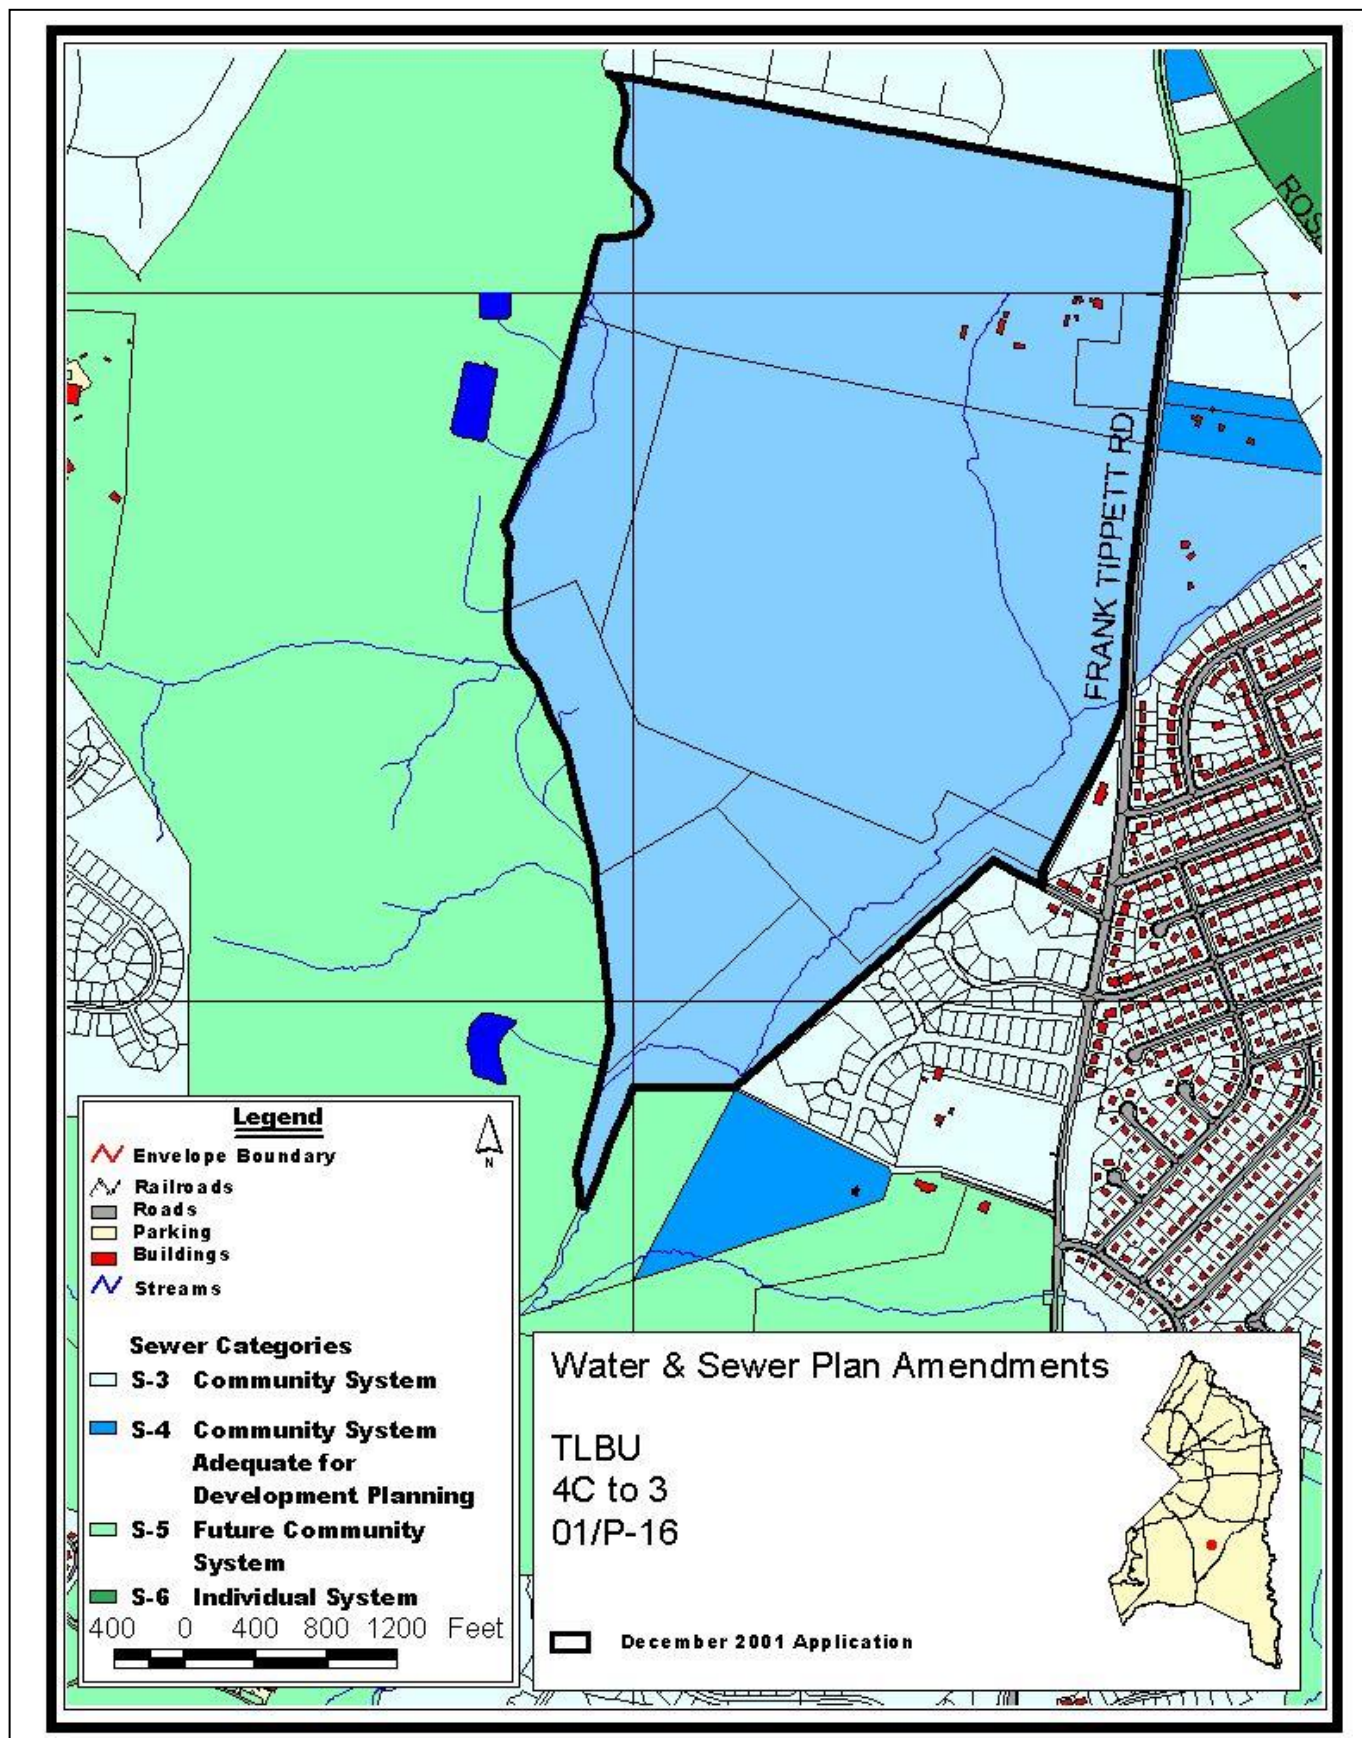 ROS
FRANK TIPPETT RD
Legend
N
Envelope Boundary
Railroads
Roads
Parking
Buildings
Streams
Sewer Categories
S-3 Community System
S-4 Community System
Adequate for
Development Planning
S-5 Future Community
System
S-6 Individual System
400 0 400 800 1200 Feet
Water & Sewer Plan Amendments
TLBU
4C to 3
01/P-16
December 2001 Application